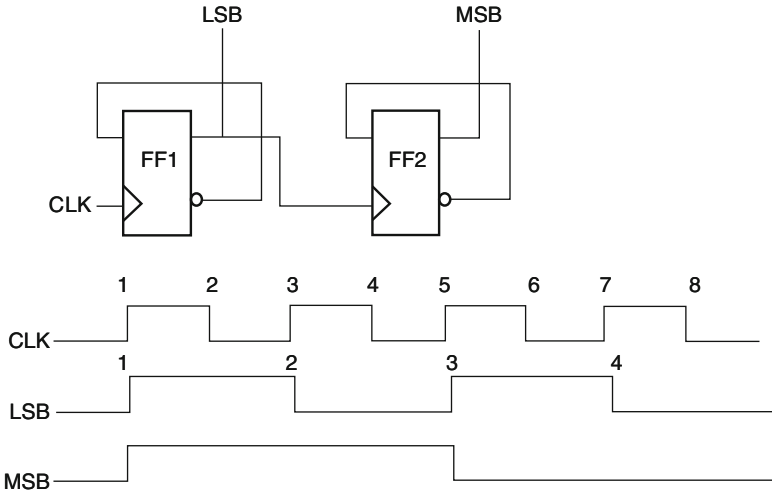 LSB MSB
FF1 FF2
CLK
1 2 3 4 5 6 7 8
CLK
1 2 3 4
LSB
MSB